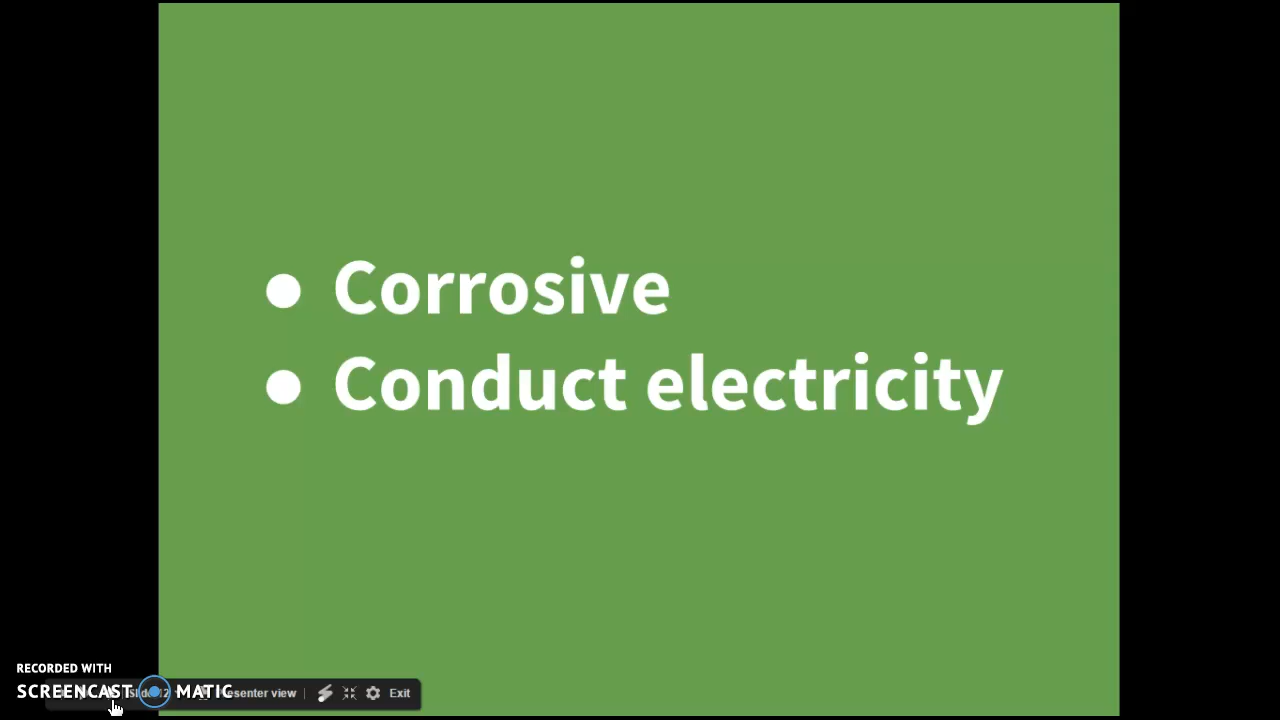 ● Corrosive
● Conduct electricity
RECORDED WITH
SCREENCAST MATIC
Exit